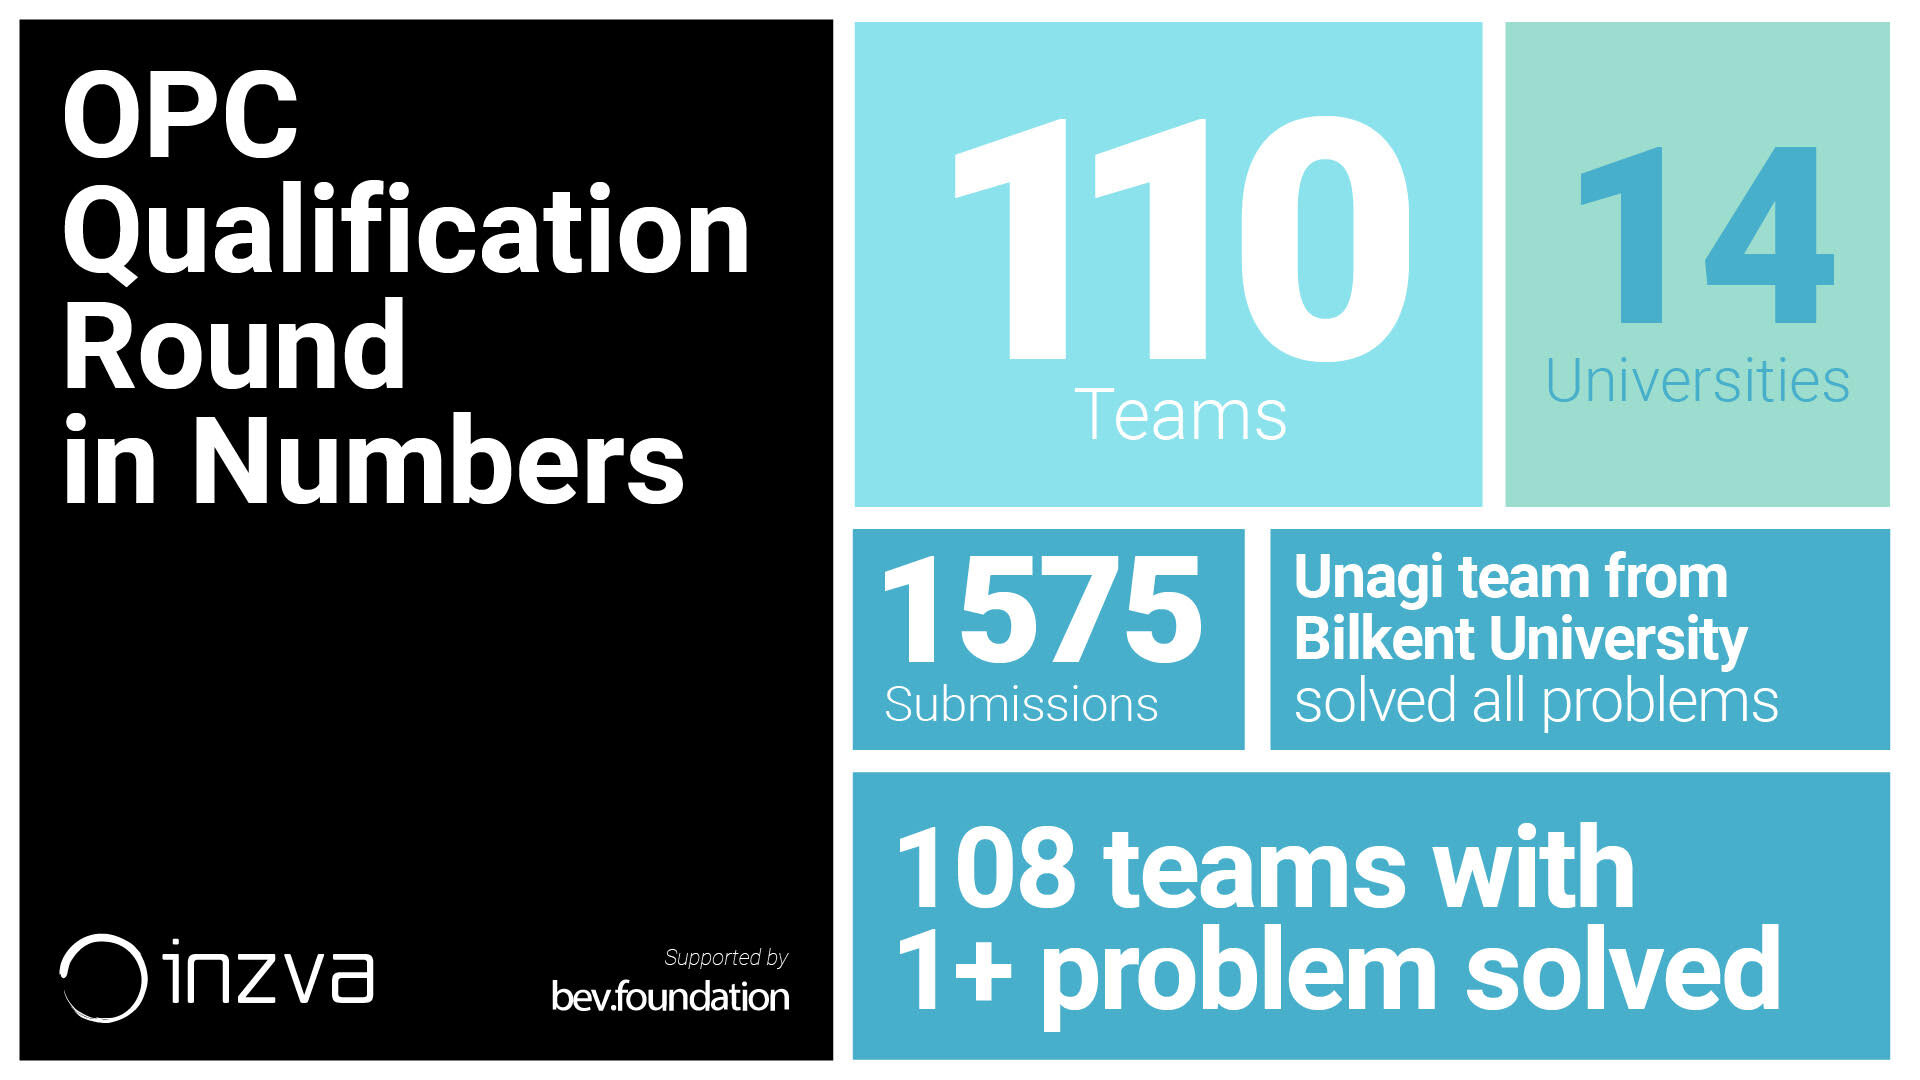 OPC
Qualification
Round
in Numbers
inzva
Supported by
bev.foundation
110
Teams
14
Universities
1575
Submissions
Unagi team from
Bilkent University
solved all problems
108 teams with
1+ problem solved